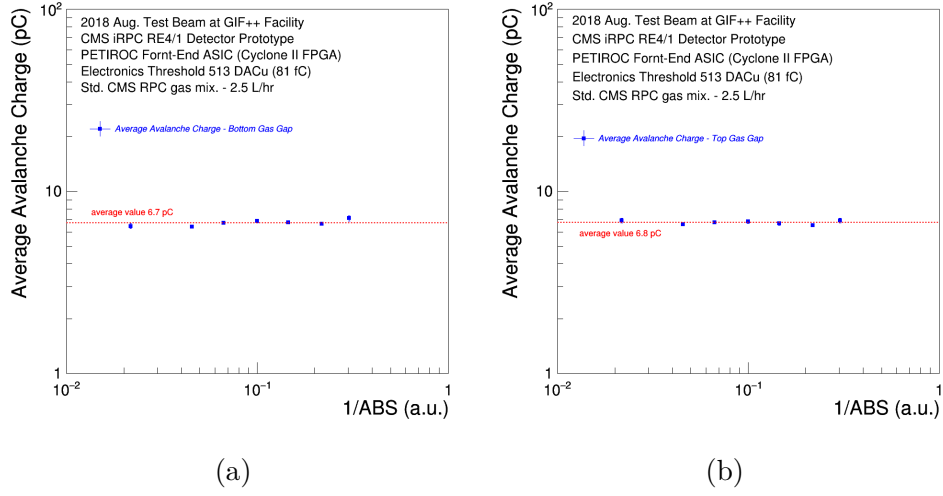 2018 Aug. Test Beam at GIF++ Facility
CMS iRPC RE4/1 Detector Prototype
PETIROC Fornt-End ASIC (Cyclone II FPGA)
Electronics Threshold 513 DACu (81 fC)
Std. CMS RPC gas mix. - 2.5 L/hr
Average Avalanche Charge - Bottom Gas Gap
average value 6.7 pC
Average Avalanche Charge (pC)
10²
10
1
10⁻²
10⁻¹
1
1/ABS (a.u.)
(a)
2018 Aug. Test Beam at GIF++ Facility
CMS iRPC RE4/1 Detector Prototype
PETIROC Fornt-End ASIC (Cyclone II FPGA)
Electronics Threshold 513 DACu (81 fC)
Std. CMS RPC gas mix. - 2.5 L/hr
Average Avalanche Charge - Top Gas Gap
average value 6.8 pC
Average Avalanche Charge (pC)
10²
10
1
10⁻²
10⁻¹
1
1/ABS (a.u.)
(b)